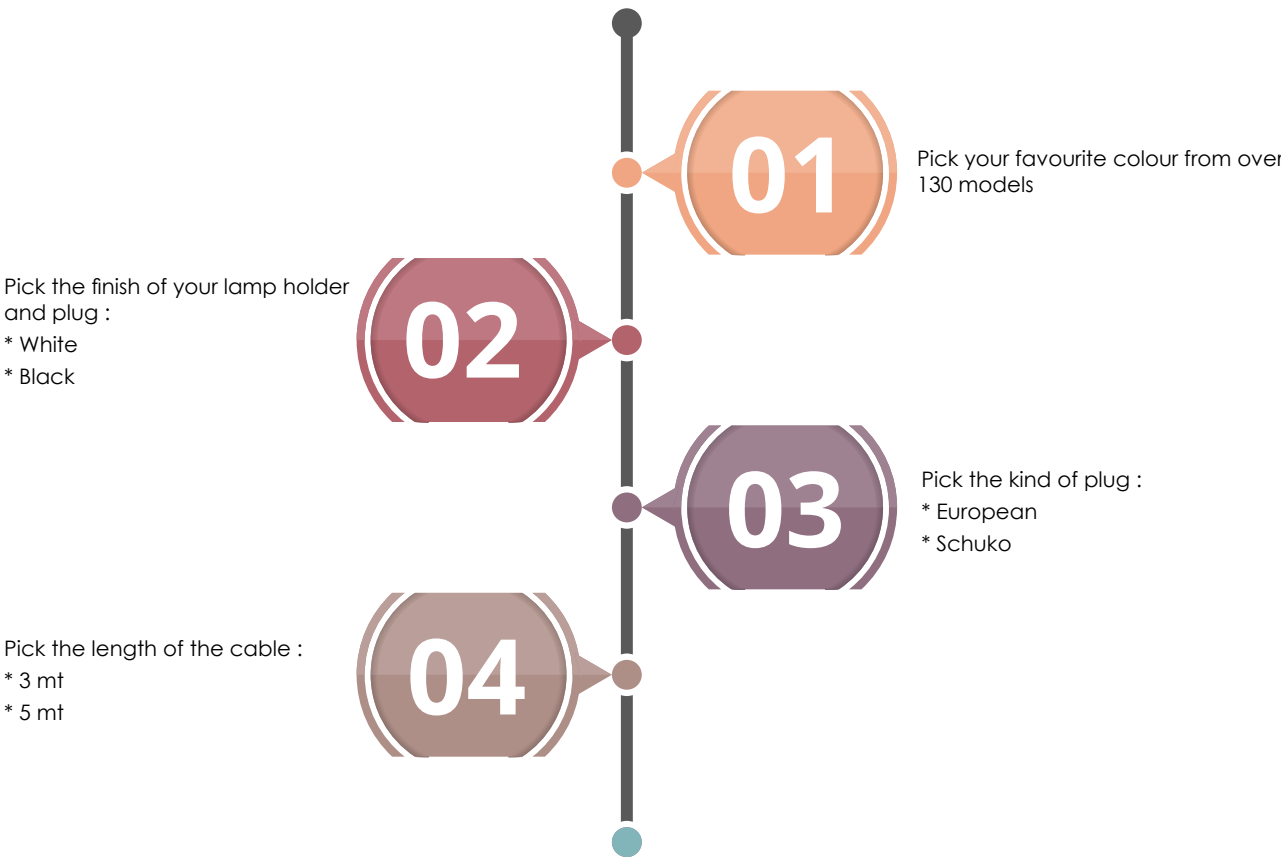 01
Pick your favourite colour from over
130 models
02
Pick the finish of your lamp holder
and plug :
* White
* Black
03
Pick the kind of plug :
* European
* Schuko
04
Pick the length of the cable :
* 3 mt
* 5 mt